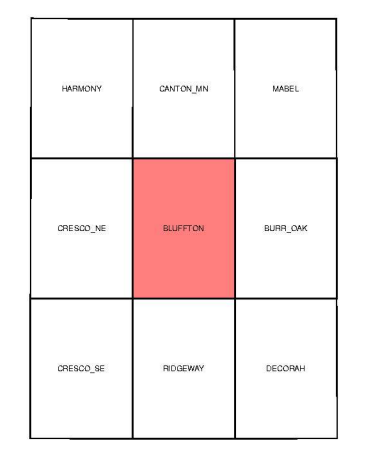 HARMONY CANTON_MN MABEL
CRESCO_NE BLUFFTON BURR_OAK
CRESCO_SE RIDGEWAY DECORAH